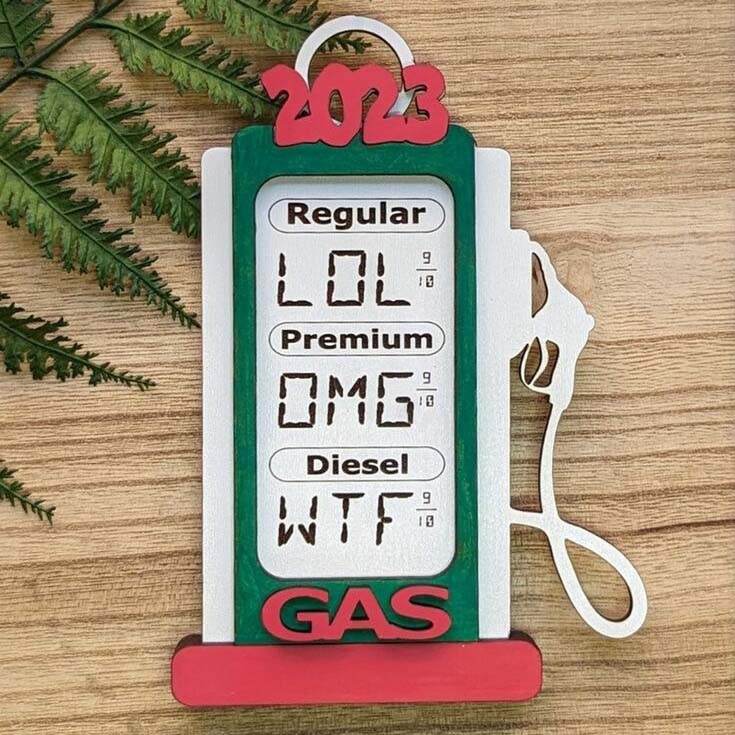 2023
Regular
LOL 9/10
Premium
OMG 9/10
Diesel
WTF 9/10
GAS